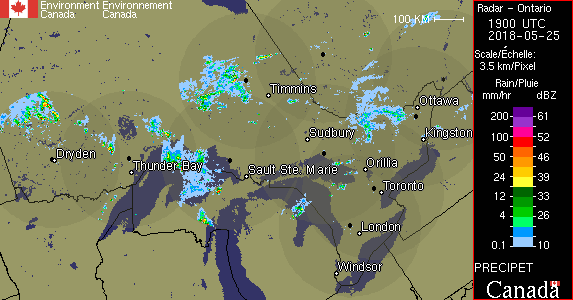 Environment Environnement
Canada Canada
100 KM
Timmins
Ottawa
Sudbury
Kingston
Dryden
Thunder Bay
Sault Ste. Marie
Orillia
Toronto
London
Windsor
Radar - Ontario
1900 UTC
2018-05-25
Scale/Échelle:
3.5 km/Pixel
Rain/Pluie
mm/hr dBZ
200 61
100 57
100 52
50 46
24 39
12 33
4 26
0.1 10
PRECIPET
Canada